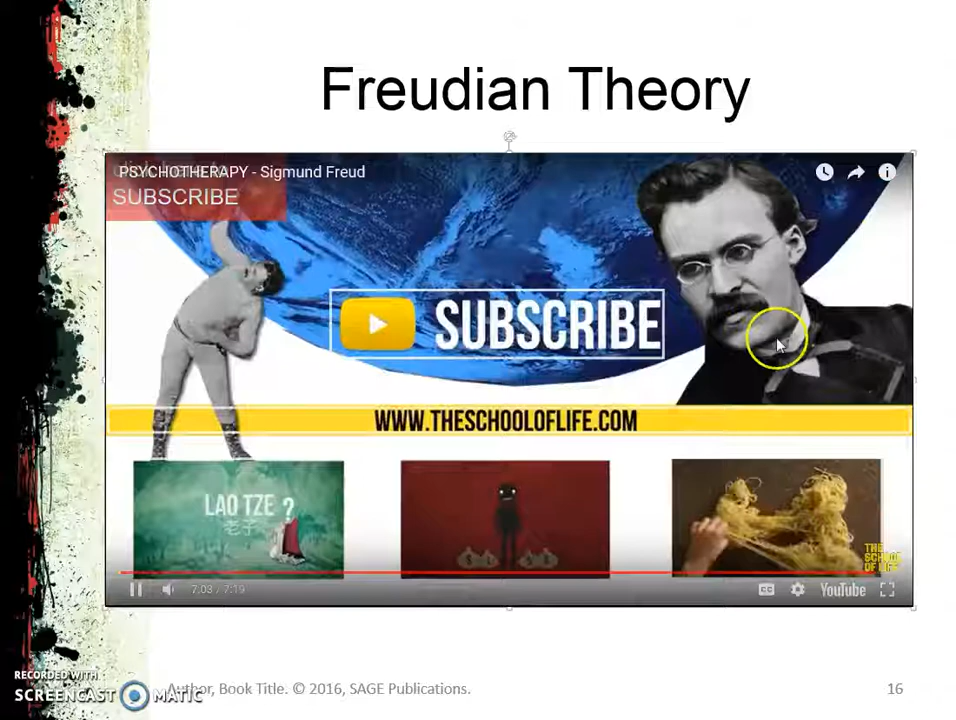 Freudian Theory
PSYCHOTHERAPY - Sigmund Freud
SUBSCRIBE
SUBSCRIBE
WWW.THESCHOOLOFLIFE.COM
LAO TZE ?
老子
THE
SCHOOL
OF LIFE
7:03 / 7:19
CC
YouTube
RECORDED WITH
SCREENCAST MATIC
Author, Book Title. © 2016, SAGE Publications.
16